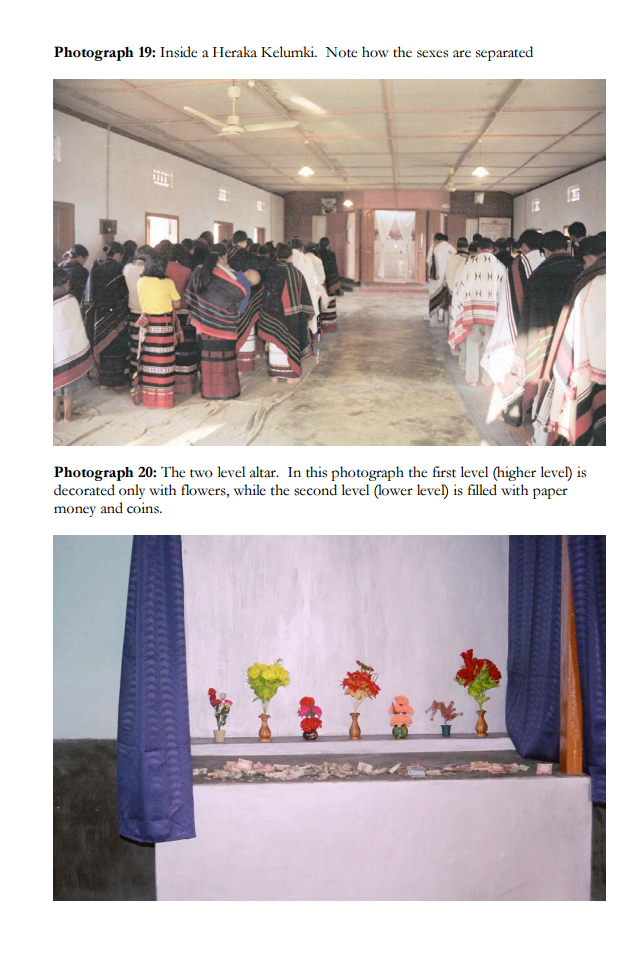 Photograph 19: Inside a Heraka Kelumki.  Note how the sexes are separated
Photograph 20: The two level altar.  In this photograph the first level (higher level) is
decorated only with flowers, while the second level (lower level) is filled with paper
money and coins.